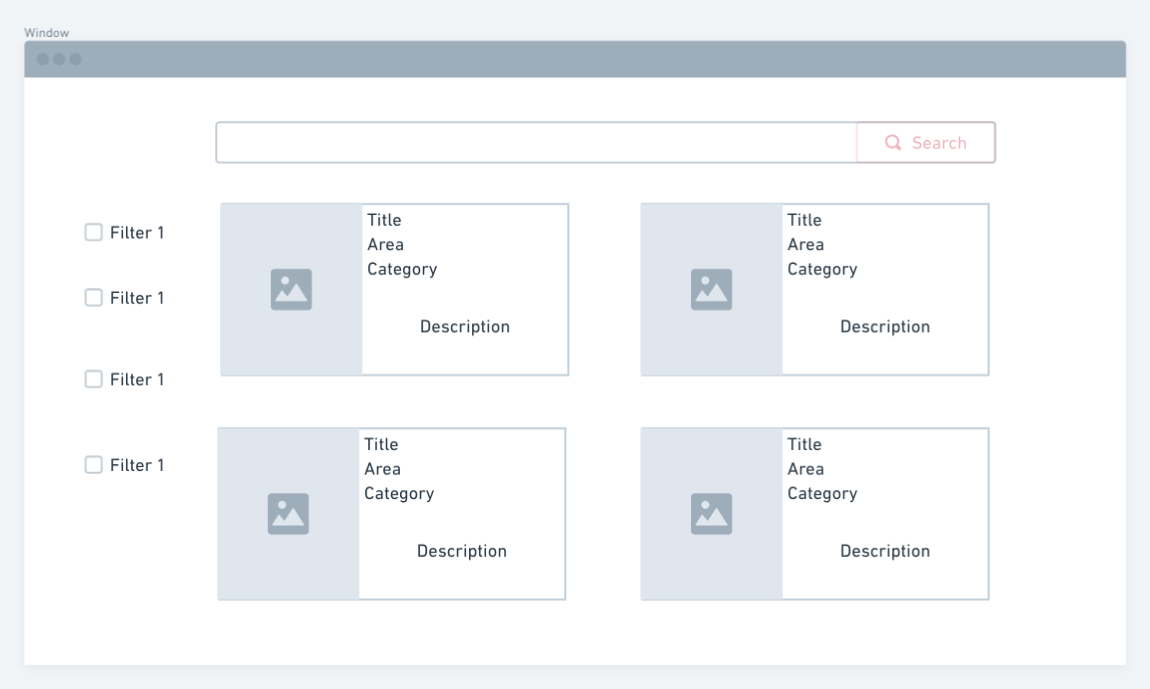 Window
Search
Filter 1
Filter 1
Filter 1
Filter 1
Title
Area
Category
Description
Title
Area
Category
Description
Title
Area
Category
Description
Title
Area
Category
Description